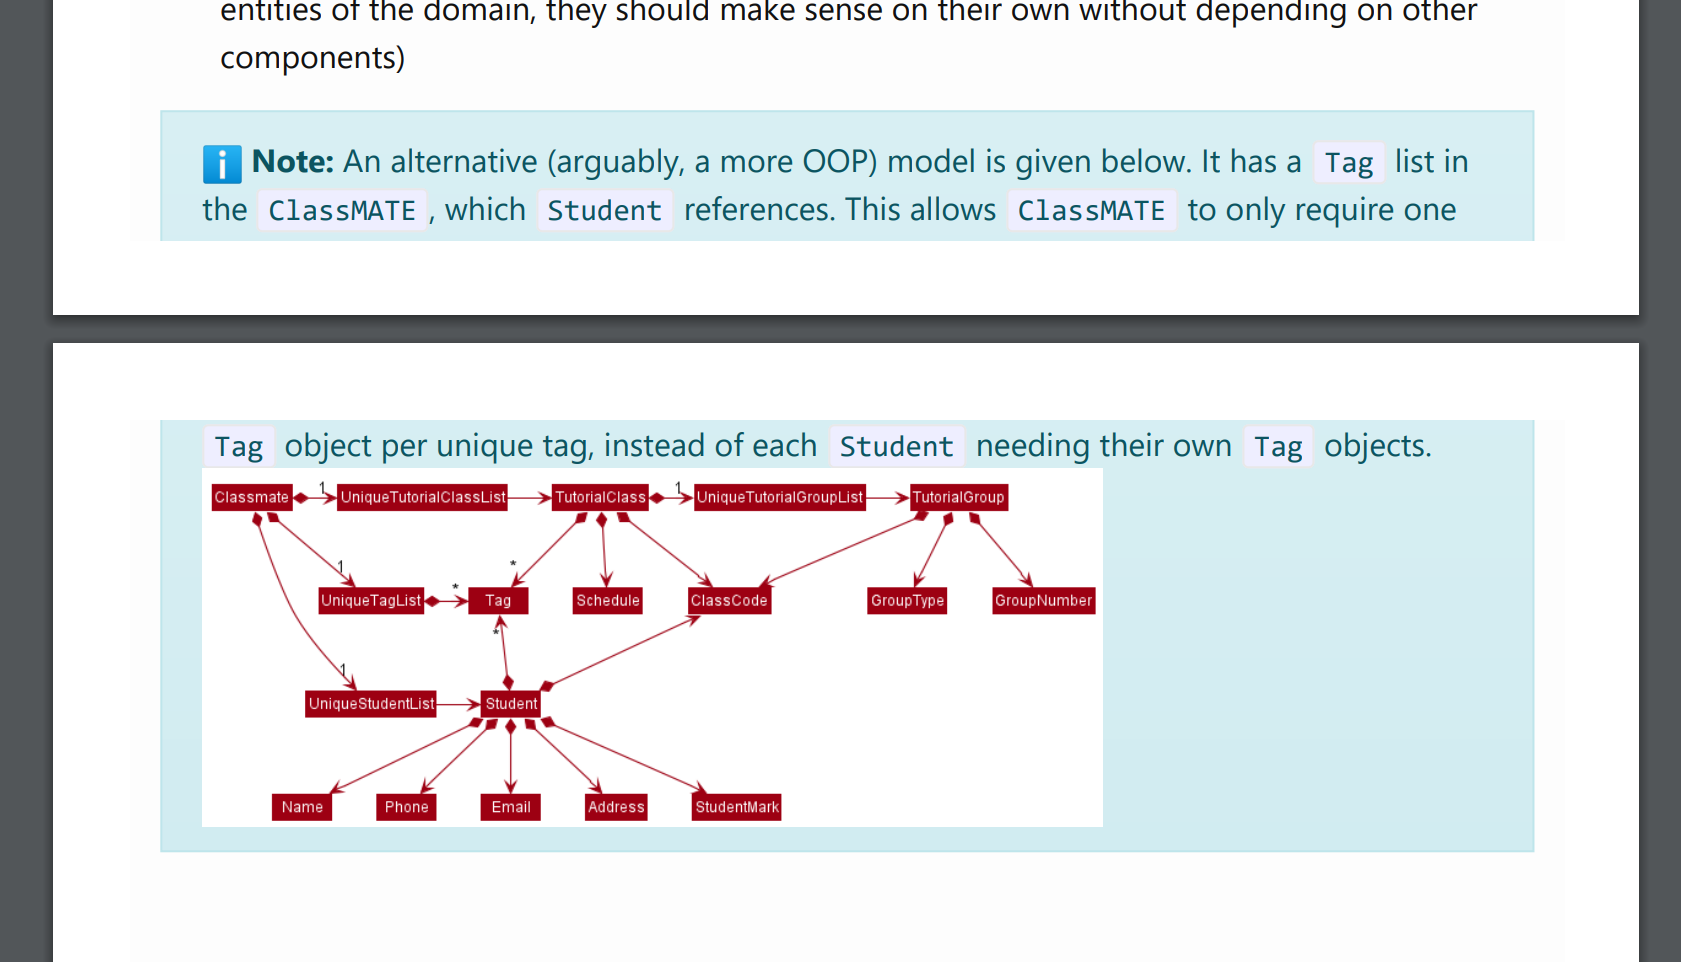 entities of the domain, they should make sense on their own without depending on other
components)
Note: An alternative (arguably, a more OOP) model is given below. It has a Tag list in
the ClassMATE , which Student references. This allows ClassMATE to only require one
Tag object per unique tag, instead of each Student needing their own Tag objects.
Classmate 1 UniqueTutorialClassList TutorialClass 1 UniqueTutorialGroupList TutorialGroup
1 *
UniqueTagList * Tag Schedule ClassCode GroupType GroupNumber
*
1
UniqueStudentList Student
Name Phone Email Address StudentMark